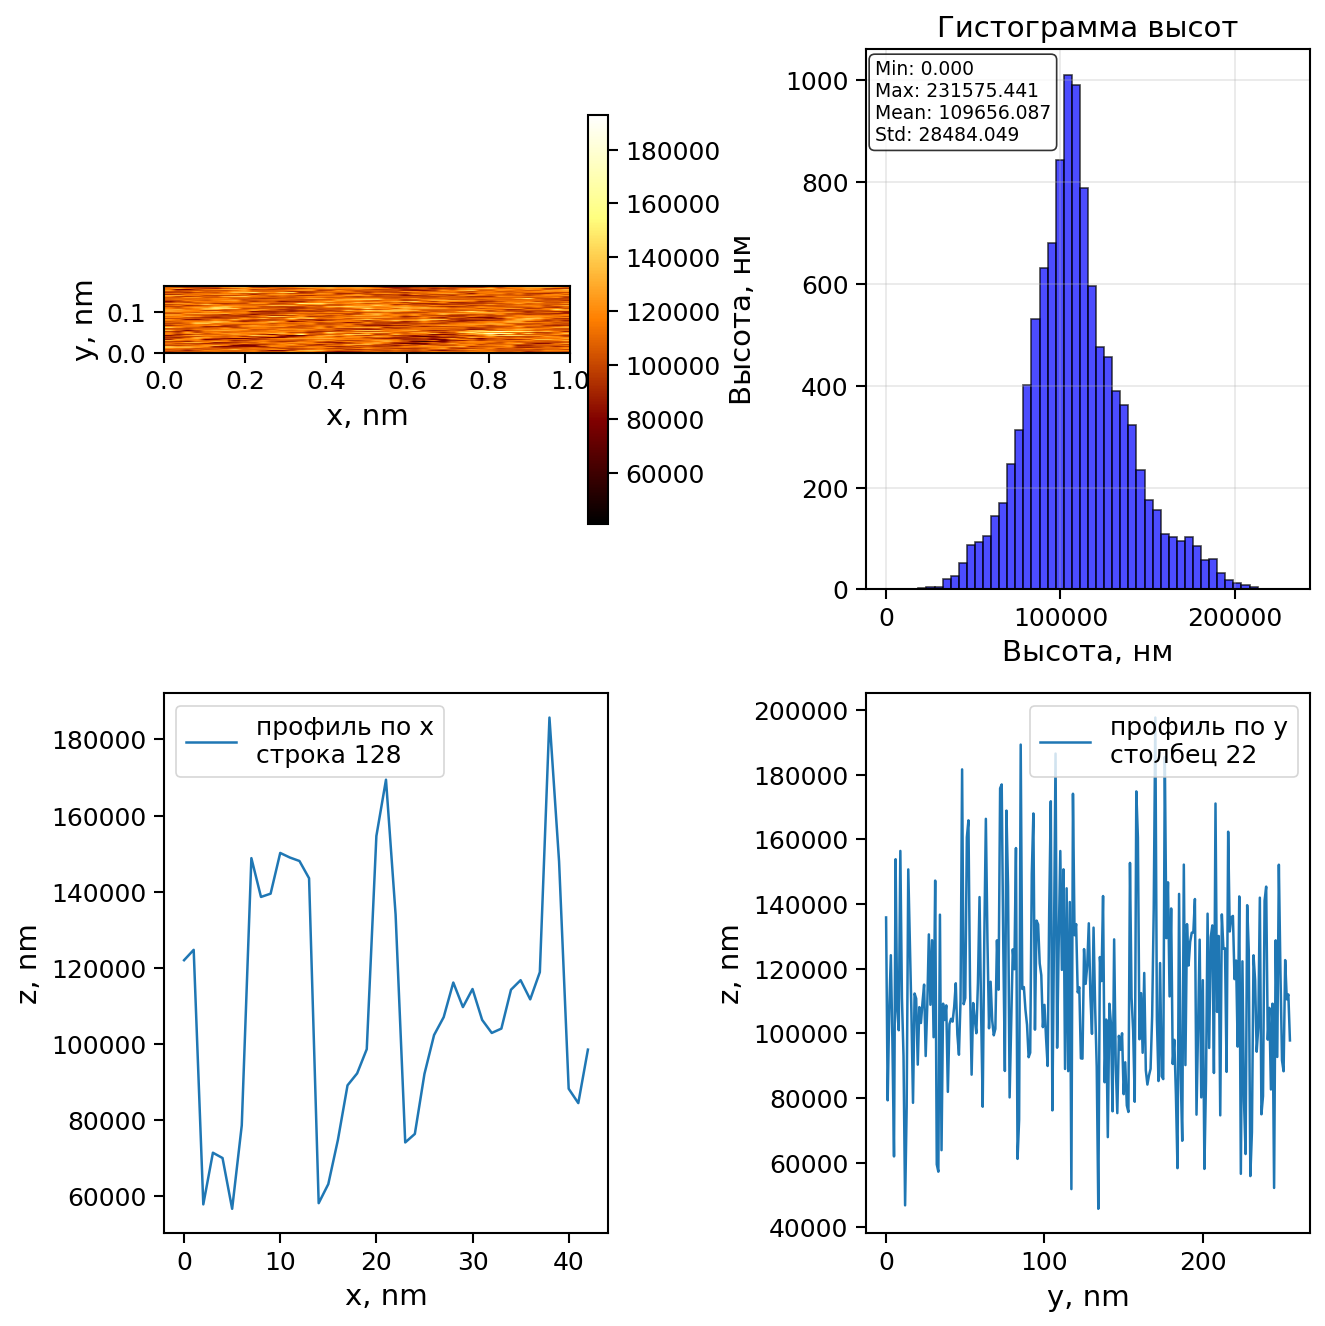 y, nm
0.1
0.0
0.0 0.2 0.4 0.6 0.8 1.0
x, nm
180000
160000
140000
120000
100000
80000
60000
Высота, нм
Гистограмма высот
Min: 0.000
Max: 231575.441
Mean: 109656.087
Std: 28484.049
1000
800
600
400
200
0
0 100000 200000
Высота, нм
профиль по x
строка 128
z, nm
180000
160000
140000
120000
100000
80000
60000
0 10 20 30 40
x, nm
профиль по y
столбец 22
z, nm
200000
180000
160000
140000
120000
100000
80000
60000
40000
0 100 200
y, nm